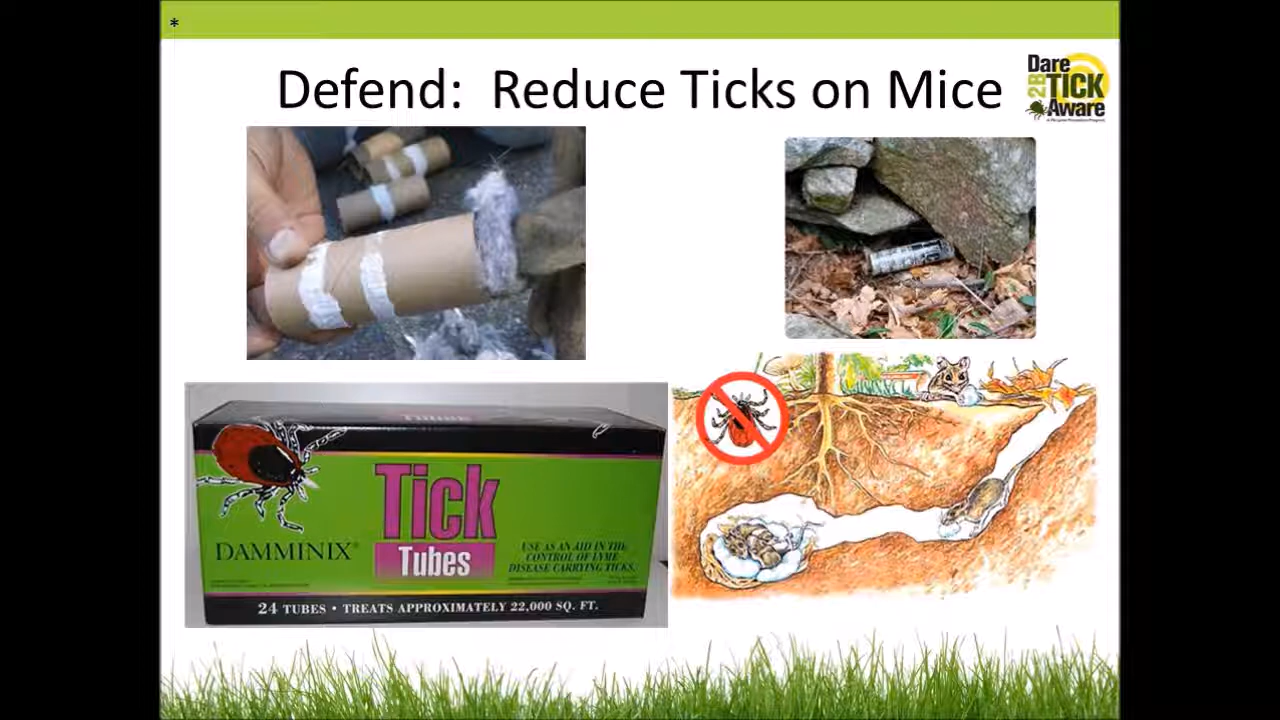 *
Defend: Reduce Ticks on Mice
Dare
2B
TICK
Aware
Tick
Tubes
DAMMINIX®
USE AS AN AID IN THE
CONTROL OF LYME
DISEASE CARRYING TICKS.
24 TUBES • TREATS APPROXIMATELY 22,000 SQ. FT.